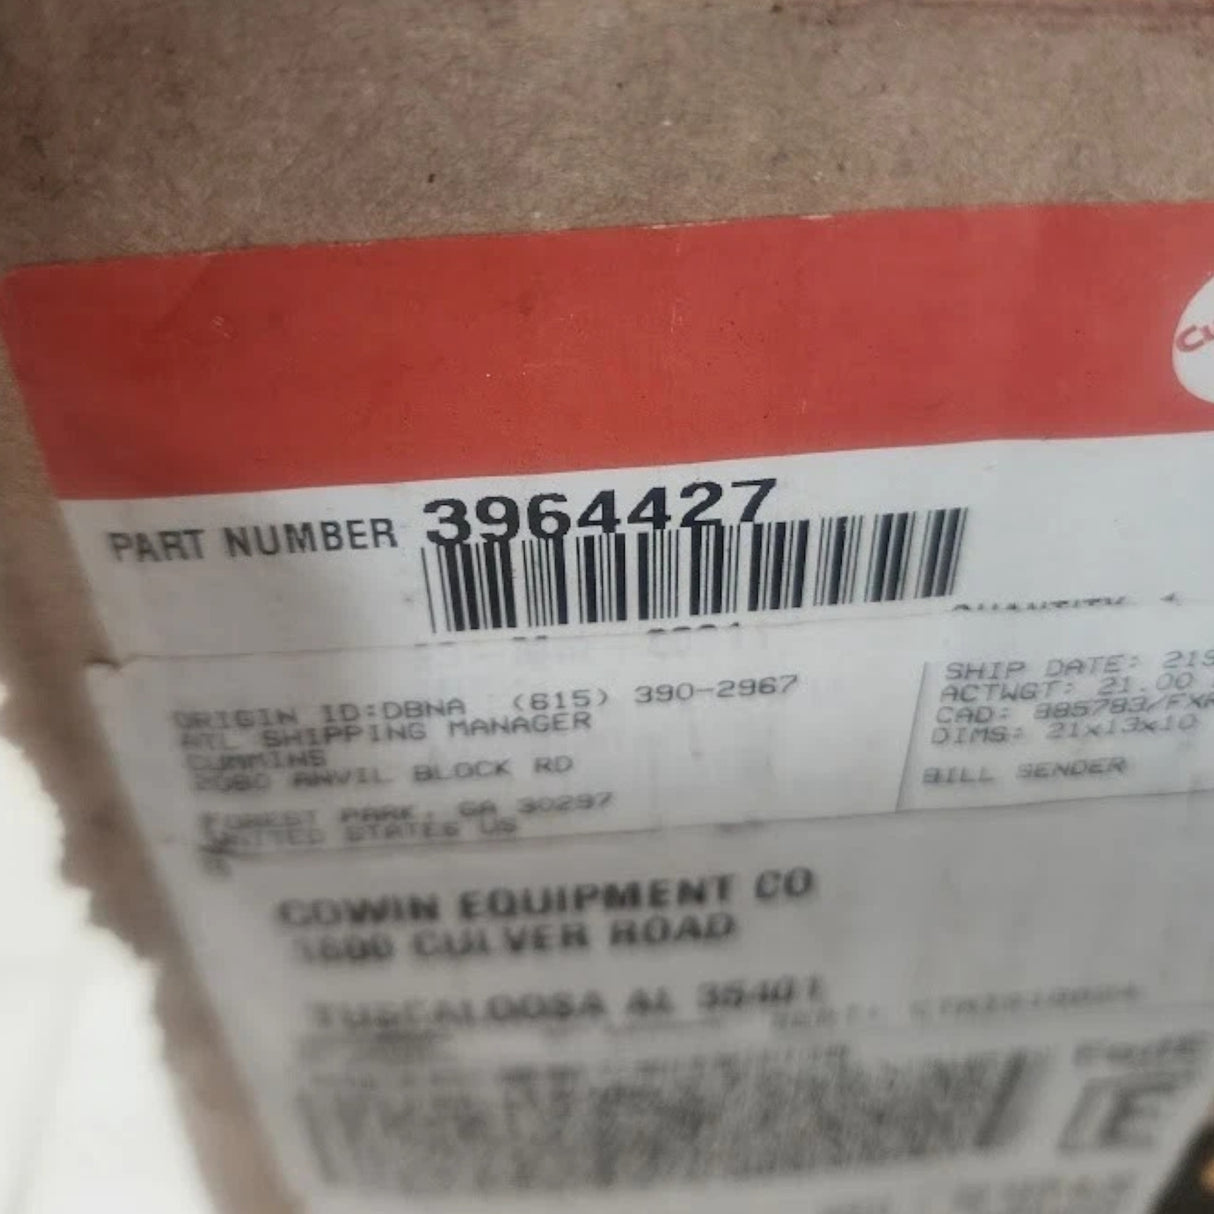 PART NUMBER 3964427
ORIGIN ID:DBNA (615) 390-2967
ATL SHIPPING MANAGER
CUMMINS
ANVIL BLOCK RD
FOREST PARK, GA 30297
UNITED STATES US
SHIP DATE: 21S
ACTWGT: 21.00
CAD:
DIMS: 21x13x10
BILL SENDER
COWIN EQUIPMENT CO
CULVER ROAD
TUSCALOOSA AL 35401
E